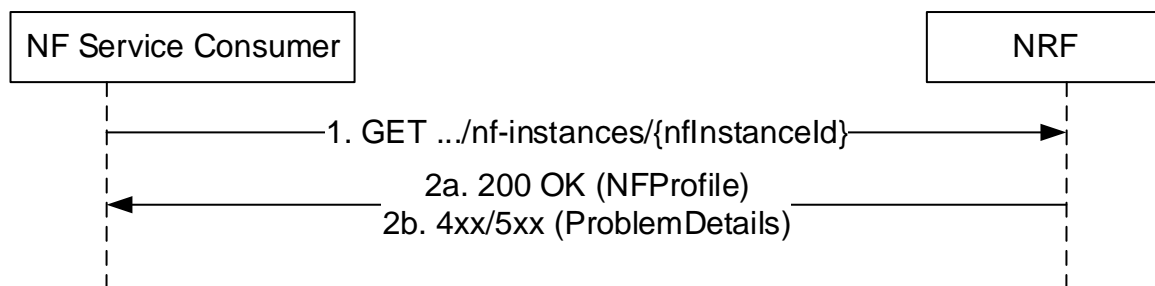 NF Service Consumer
NRF
1. GET .../nf-instances/{nfInstanceId}
2a. 200 OK (NFProfile)
2b. 4xx/5xx (ProblemDetails)